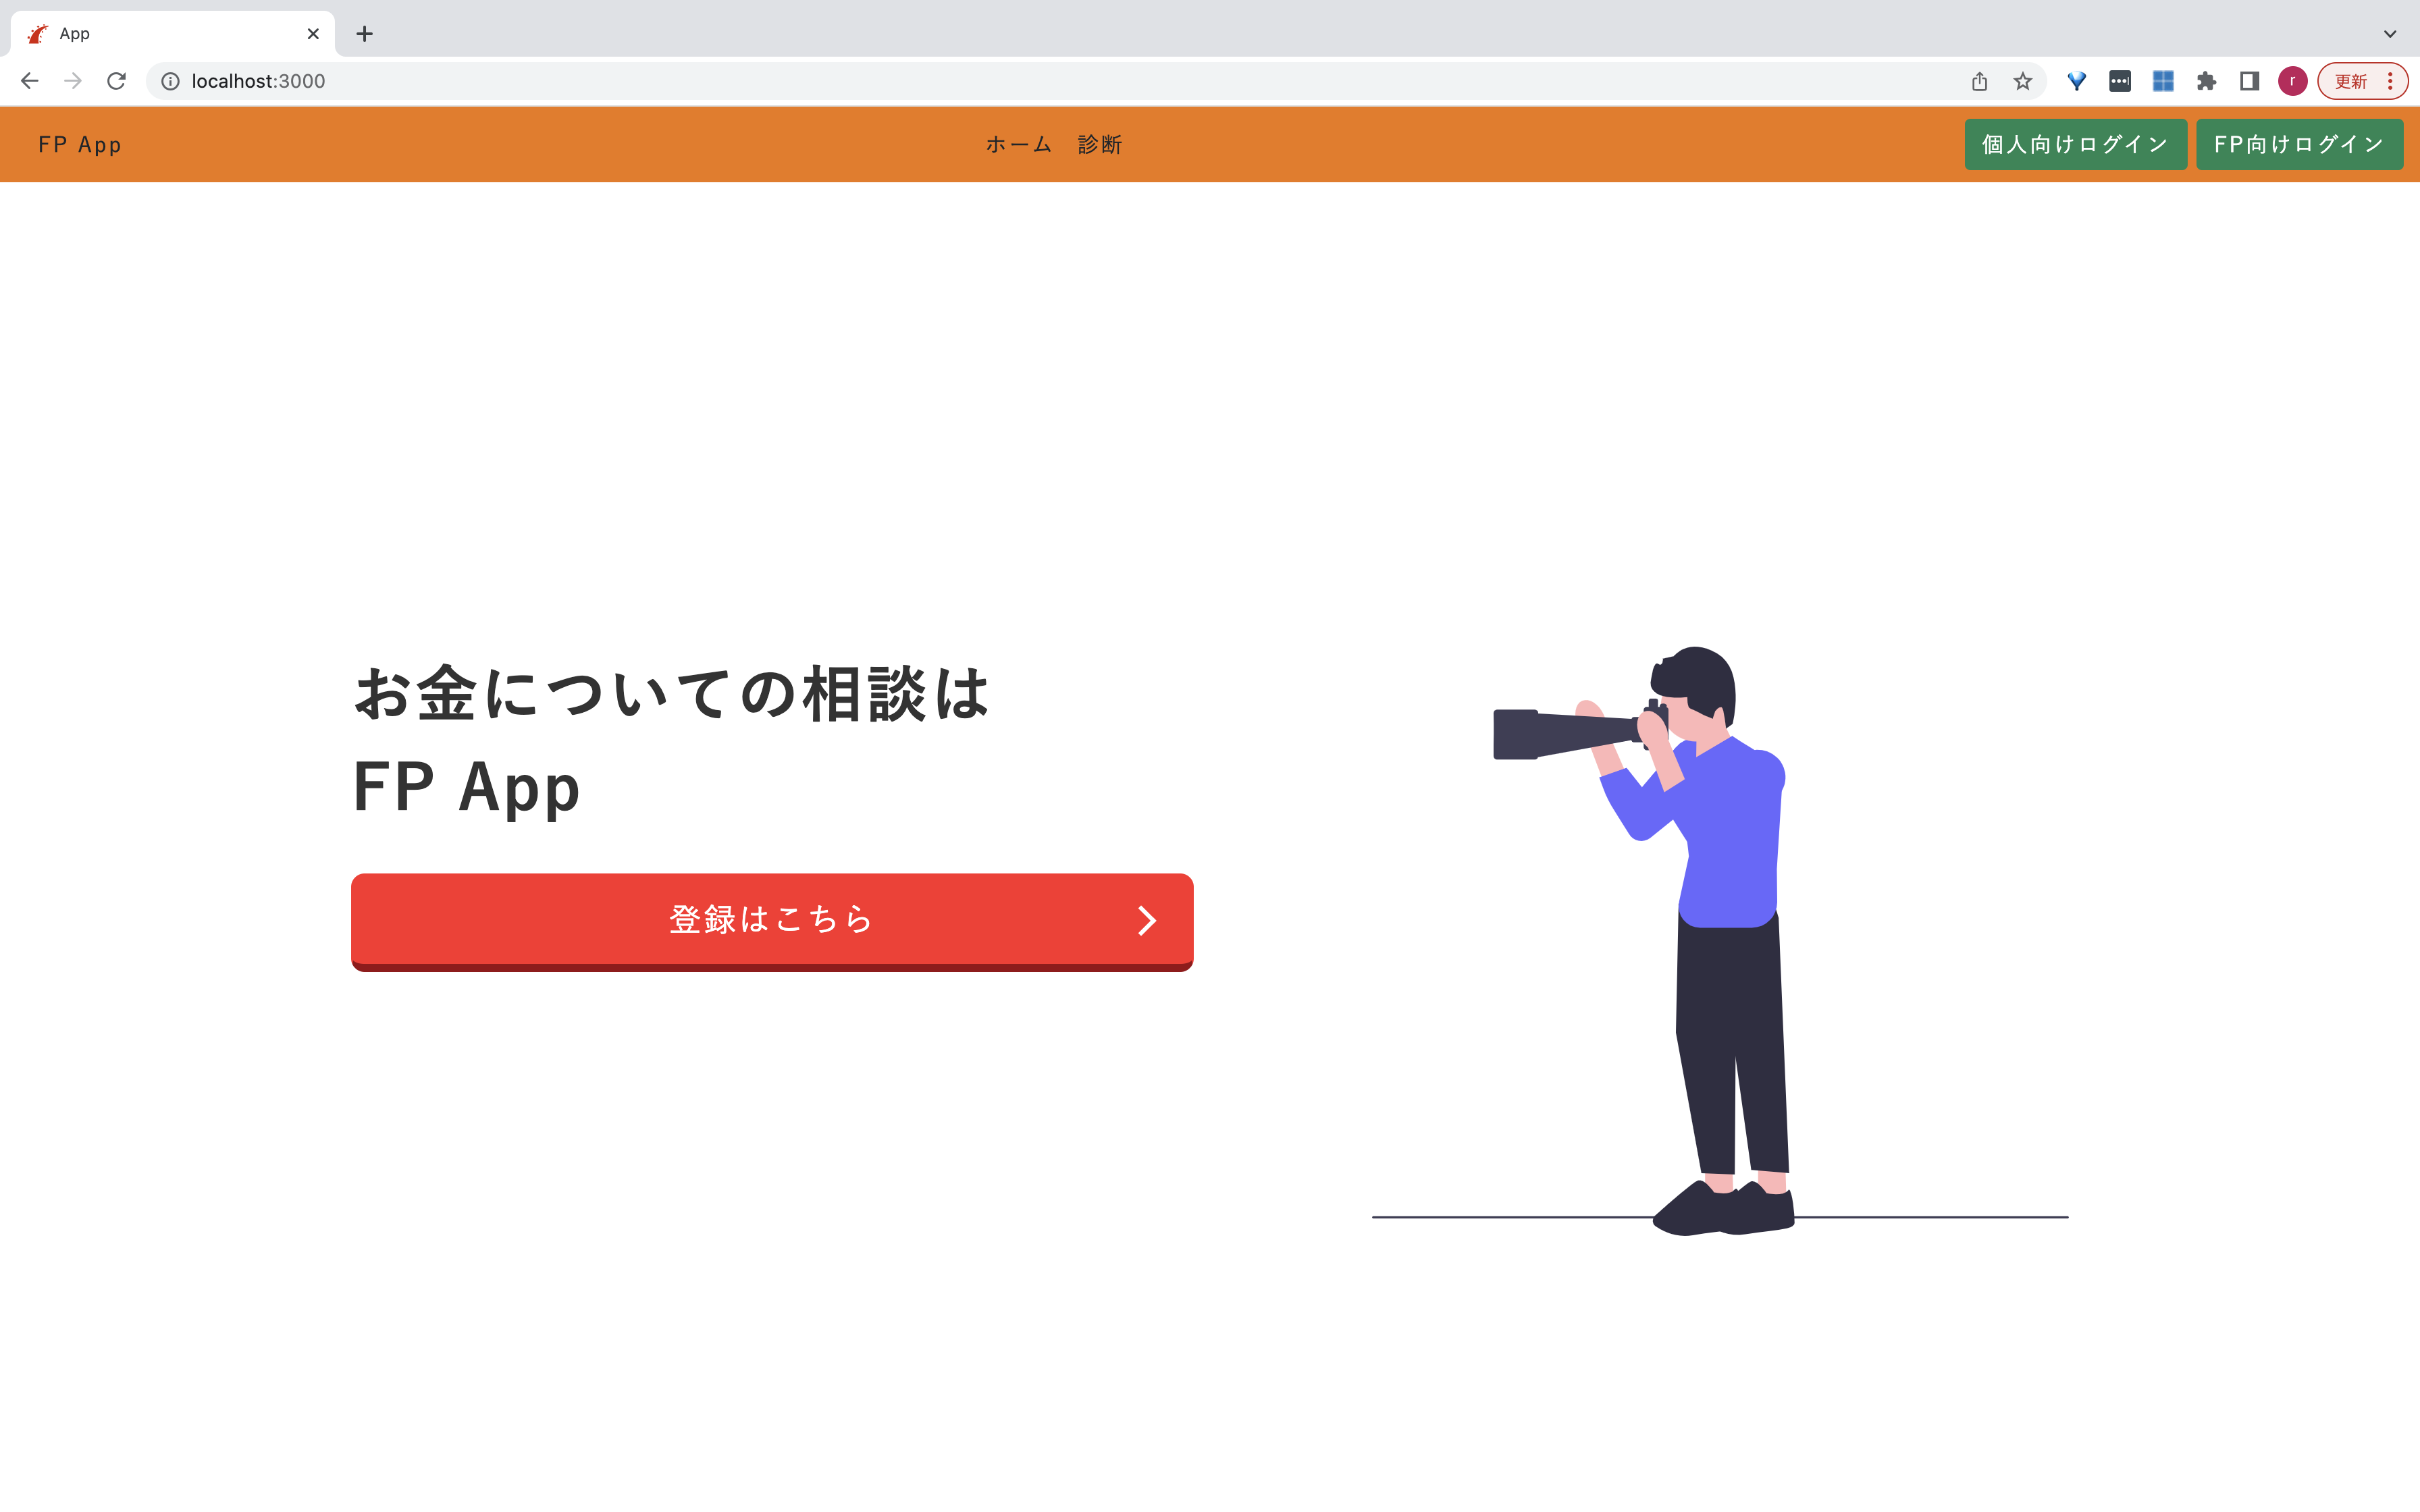 App
localhost:3000
r
更新
FP App
ホーム 診断
個人向けログイン
FP向けログイン
お金についての相談は
FP App
登録はこちら